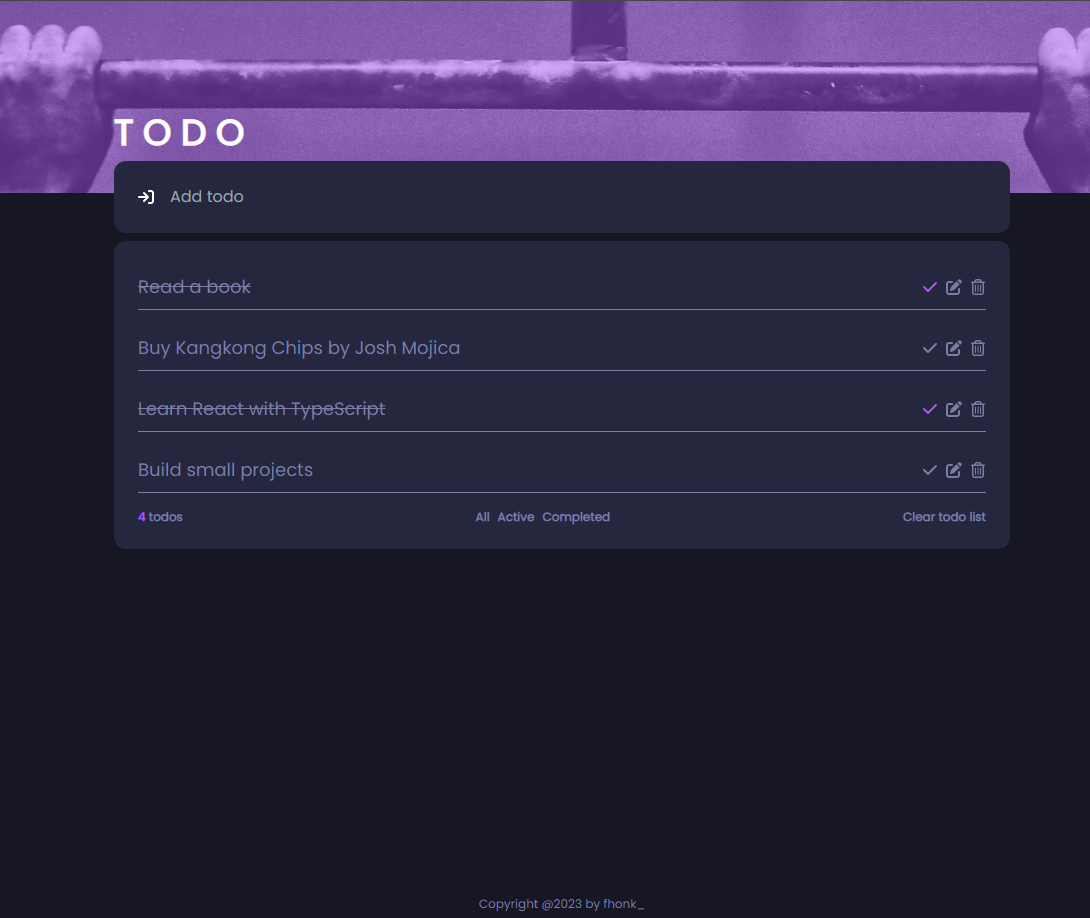 TODO
Add todo
Read a book
Buy Kangkong Chips by Josh Mojica
Learn React with TypeScript
Build small projects
4 todos All Active Completed Clear todo list
Copyright @2023 by fhonk_